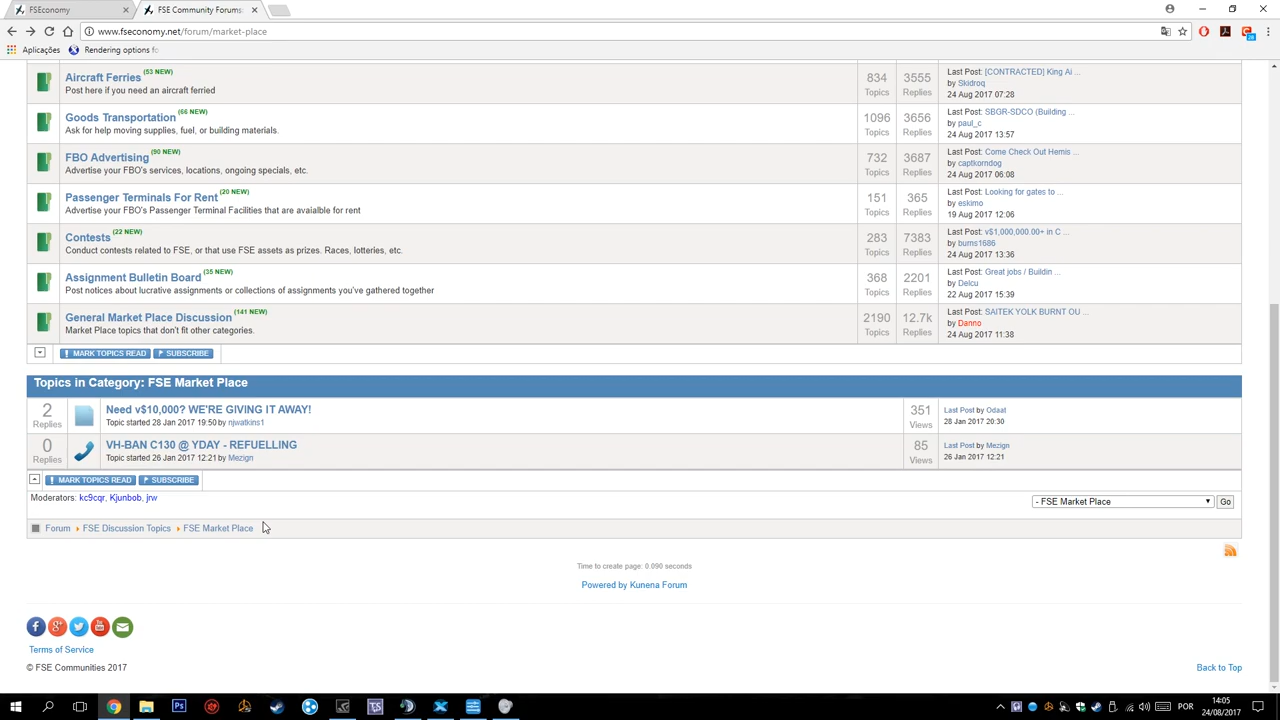 FSEconomy
FSE Community Forums
www.fseconomy.net/forum/market-place
Aplicações
Rendering options fo
Aircraft Ferries (53 NEW)
Post here if you need an aircraft ferried
834 Topics
3555 Replies
Last Post: [CONTRACTED] King Ai ...
by Skidroq
24 Aug 2017 07:28
Goods Transportation (66 NEW)
Ask for help moving supplies, fuel, or building materials.
1096 Topics
3656 Replies
Last Post: SBGR-SDCO (Building ...
by paul_c
24 Aug 2017 13:57
FBO Advertising (90 NEW)
Advertise your FBO's services, locations, ongoing specials, etc.
732 Topics
3687 Replies
Last Post: Come Check Out Hemis ...
by captkorndog
24 Aug 2017 06:08
Passenger Terminals For Rent (20 NEW)
Advertise your FBO's Passenger Terminal Facilities that are avaialble for rent
151 Topics
365 Replies
Last Post: Looking for gates to ...
by eskimo
19 Aug 2017 12:06
Contests (22 NEW)
Conduct contests related to FSE, or that use FSE assets as prizes. Races, lotteries, etc.
283 Topics
7383 Replies
Last Post: v$1,000,000.00+ in C ...
by burns1686
24 Aug 2017 13:36
Assignment Bulletin Board (35 NEW)
Post notices about lucrative assignments or collections of assignments you've gathered together
368 Topics
2201 Replies
Last Post: Great jobs / Buildin ...
by Delcu
22 Aug 2017 15:39
General Market Place Discussion (141 NEW)
Market Place topics that don't fit other categories.
2190 Topics
12.7k Replies
Last Post: SAITEK YOLK BURNT OU ...
by Danno
24 Aug 2017 11:38
MARK TOPICS READ SUBSCRIBE
Topics in Category: FSE Market Place
2 Replies
Need v$10,000? WE'RE GIVING IT AWAY!
Topic started 28 Jan 2017 19:50 by njwatkins1
351 Views
Last Post by Odaat
28 Jan 2017 20:30
0 Replies
VH-BAN C130 @ YDAY - REFUELLING
Topic started 26 Jan 2017 12:21 by Mezign
85 Views
Last Post by Mezign
26 Jan 2017 12:21
MARK TOPICS READ SUBSCRIBE
Moderators: kc9cqr, Kjunbob, jrw
- FSE Market Place Go
Forum FSE Discussion Topics FSE Market Place
Time to create page: 0.090 seconds
Powered by Kunena Forum
Terms of Service
© FSE Communities 2017
Back to Top
POR
14:05
24/08/2017